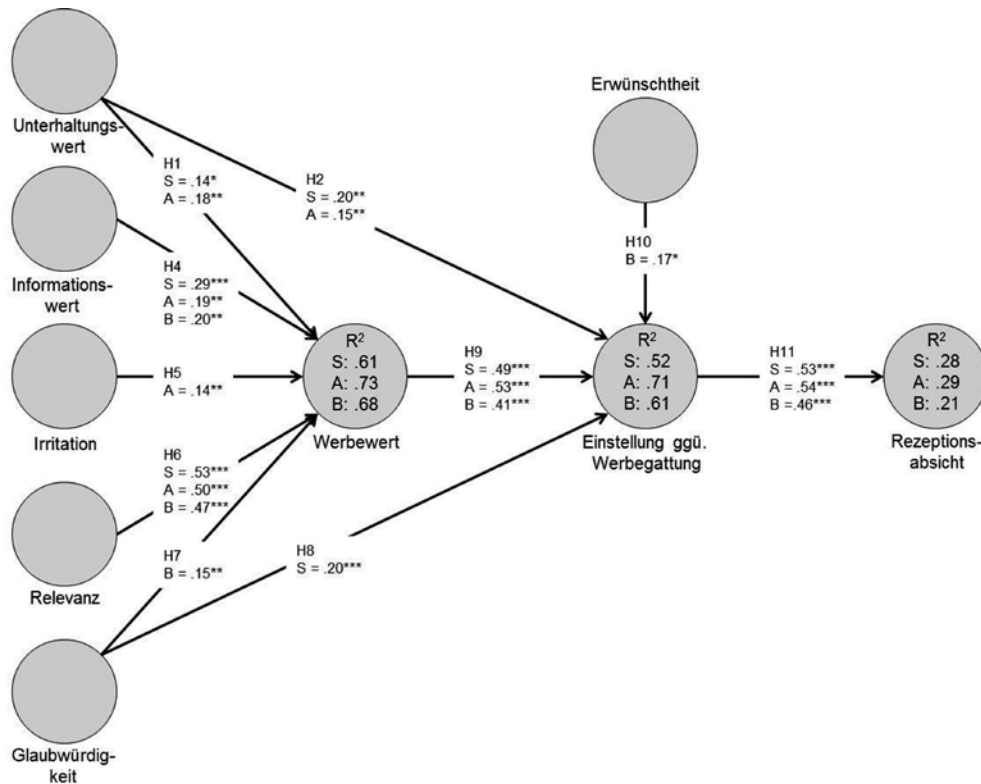 Unterhaltungs-
wert
Erwünschtheit
H1
S = .14*
A = .18**
H2
S = .20**
A = .15**
H10
B = .17*
Informations-
wert
H4
S = .29***
A = .19**
B = .20**
H5
A = .14**
Irritation
R²
S: .61
A: .73
B: .68
Werbewert
H9
S = .49***
A = .53***
B = .41***
R²
S: .52
A: .71
B: .61
Einstellung ggü.
Werbegattung
H11
S = .53***
A = .54***
B =.46***
R²
S: .28
A: .29
B: .21
Rezeptions-
absicht
H6
S = .53***
A = .50***
B = .47***
Relevanz
H7
B = .15**
H8
S = .20***
Glaubwürdig-
keit